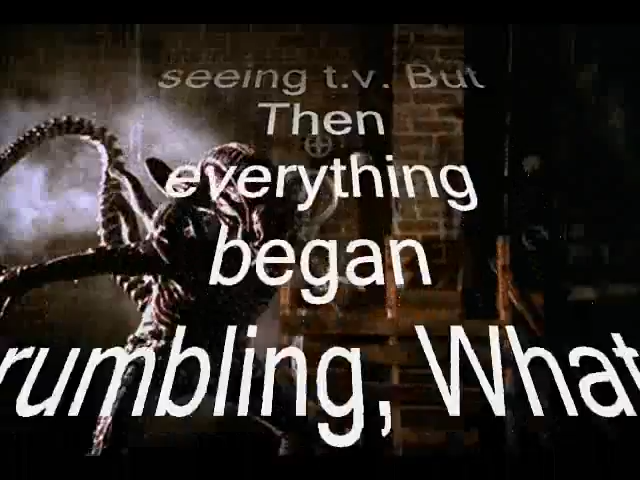 seeing t.v. But
Then
everything
began
rumbling, What